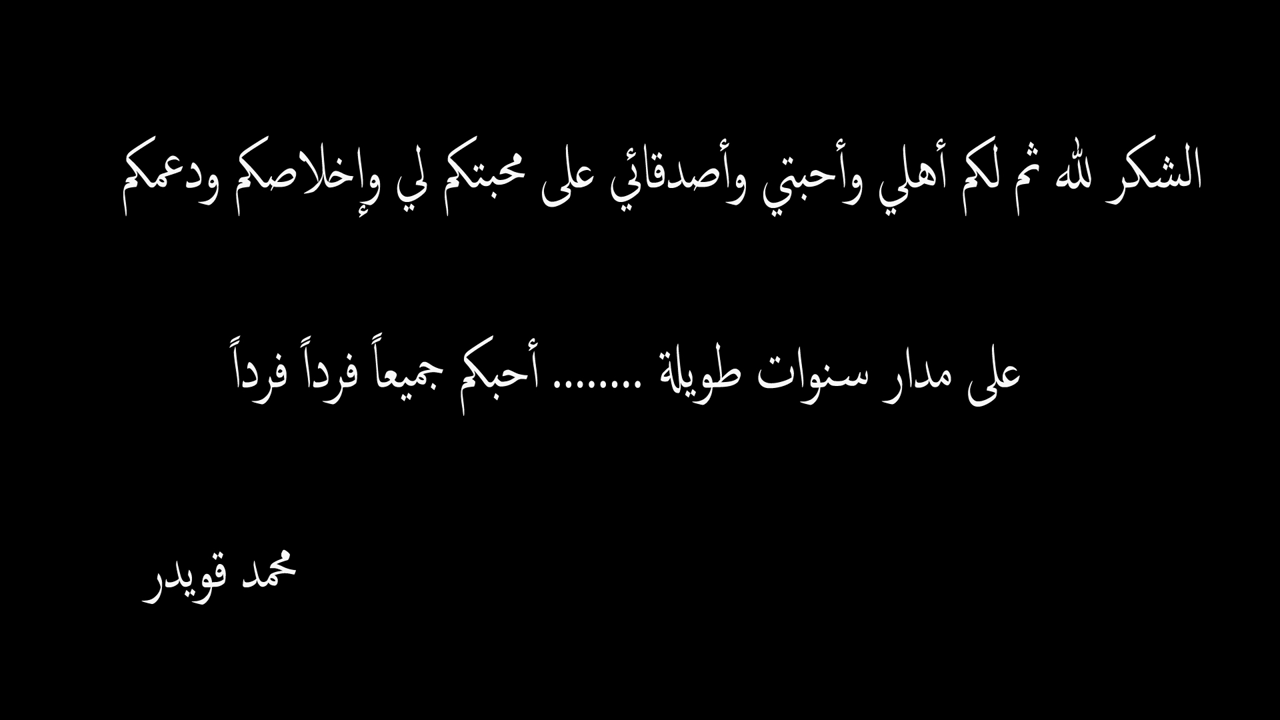 الشكر لله ثم لكم أهلي وأحبتي وأصدقائي على محبتكم لي وإخلاصكم ودعمكم
على مدار سنوات طويلة ........ أحبكم جميعاً فرداً فرداً
محمد قويدر